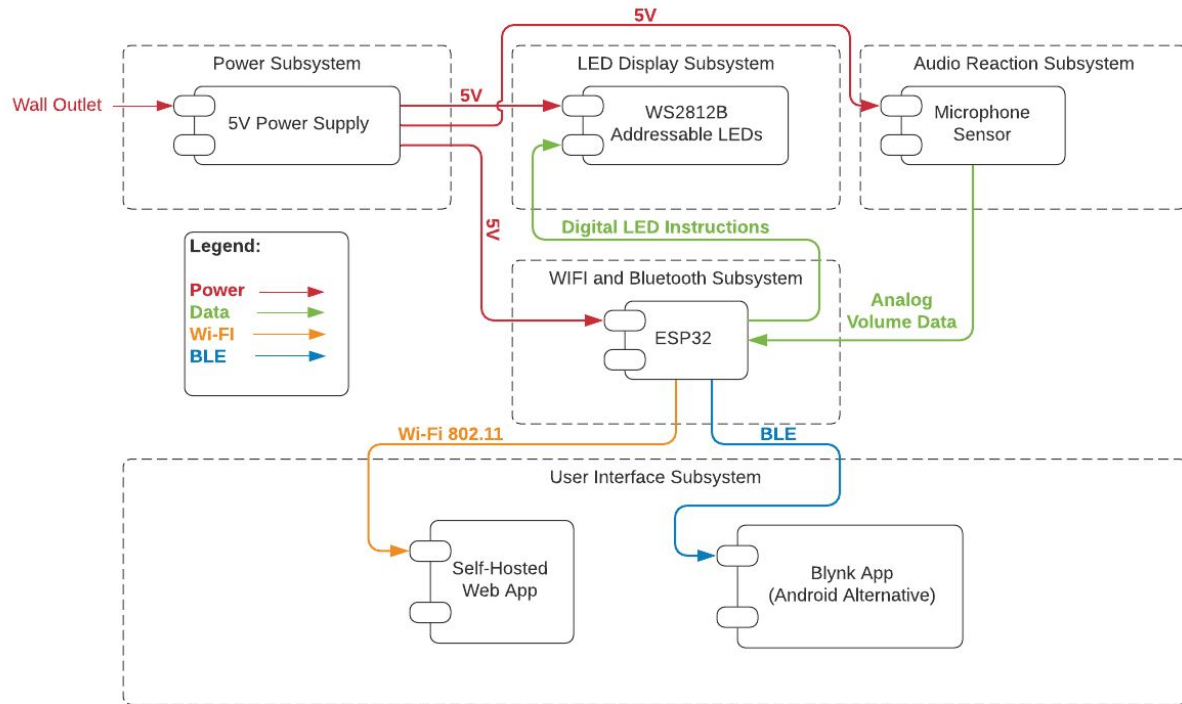 5V
Power Subsystem
LED Display Subsystem
Audio Reaction Subsystem
Wall Outlet
5V Power Supply
5V
WS2812B
Addressable LEDs
Microphone
Sensor
5V
Digital LED Instructions
Legend:
Power
Data
Wi-FI
BLE
WIFI and Bluetooth Subsystem
ESP32
Analog
Volume Data
Wi-Fi 802.11
BLE
User Interface Subsystem
Self-Hosted
Web App
Blynk App
(Android Alternative)